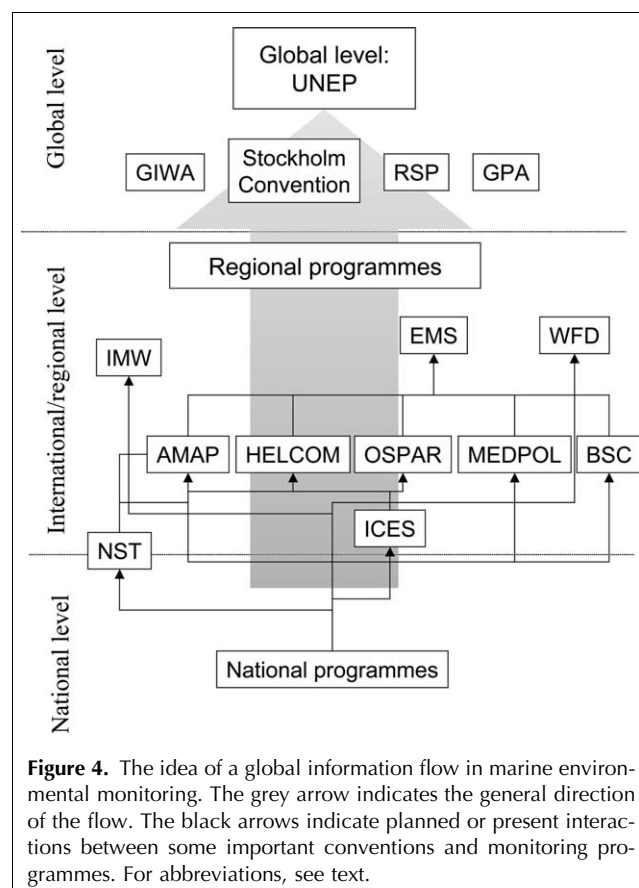 Global level
Global level:
UNEP
GIWA
Stockholm
Convention
RSP
GPA
International/regional level
Regional programmes
IMW
EMS
WFD
AMAP
HELCOM
OSPAR
MEDPOL
BSC
NST
ICES
National level
National programmes
Figure 4. The idea of a global information flow in marine environ-
mental monitoring. The grey arrow indicates the general direction
of the flow. The black arrows indicate planned or present interac-
tions between some important conventions and monitoring pro-
grammes. For abbreviations, see text.